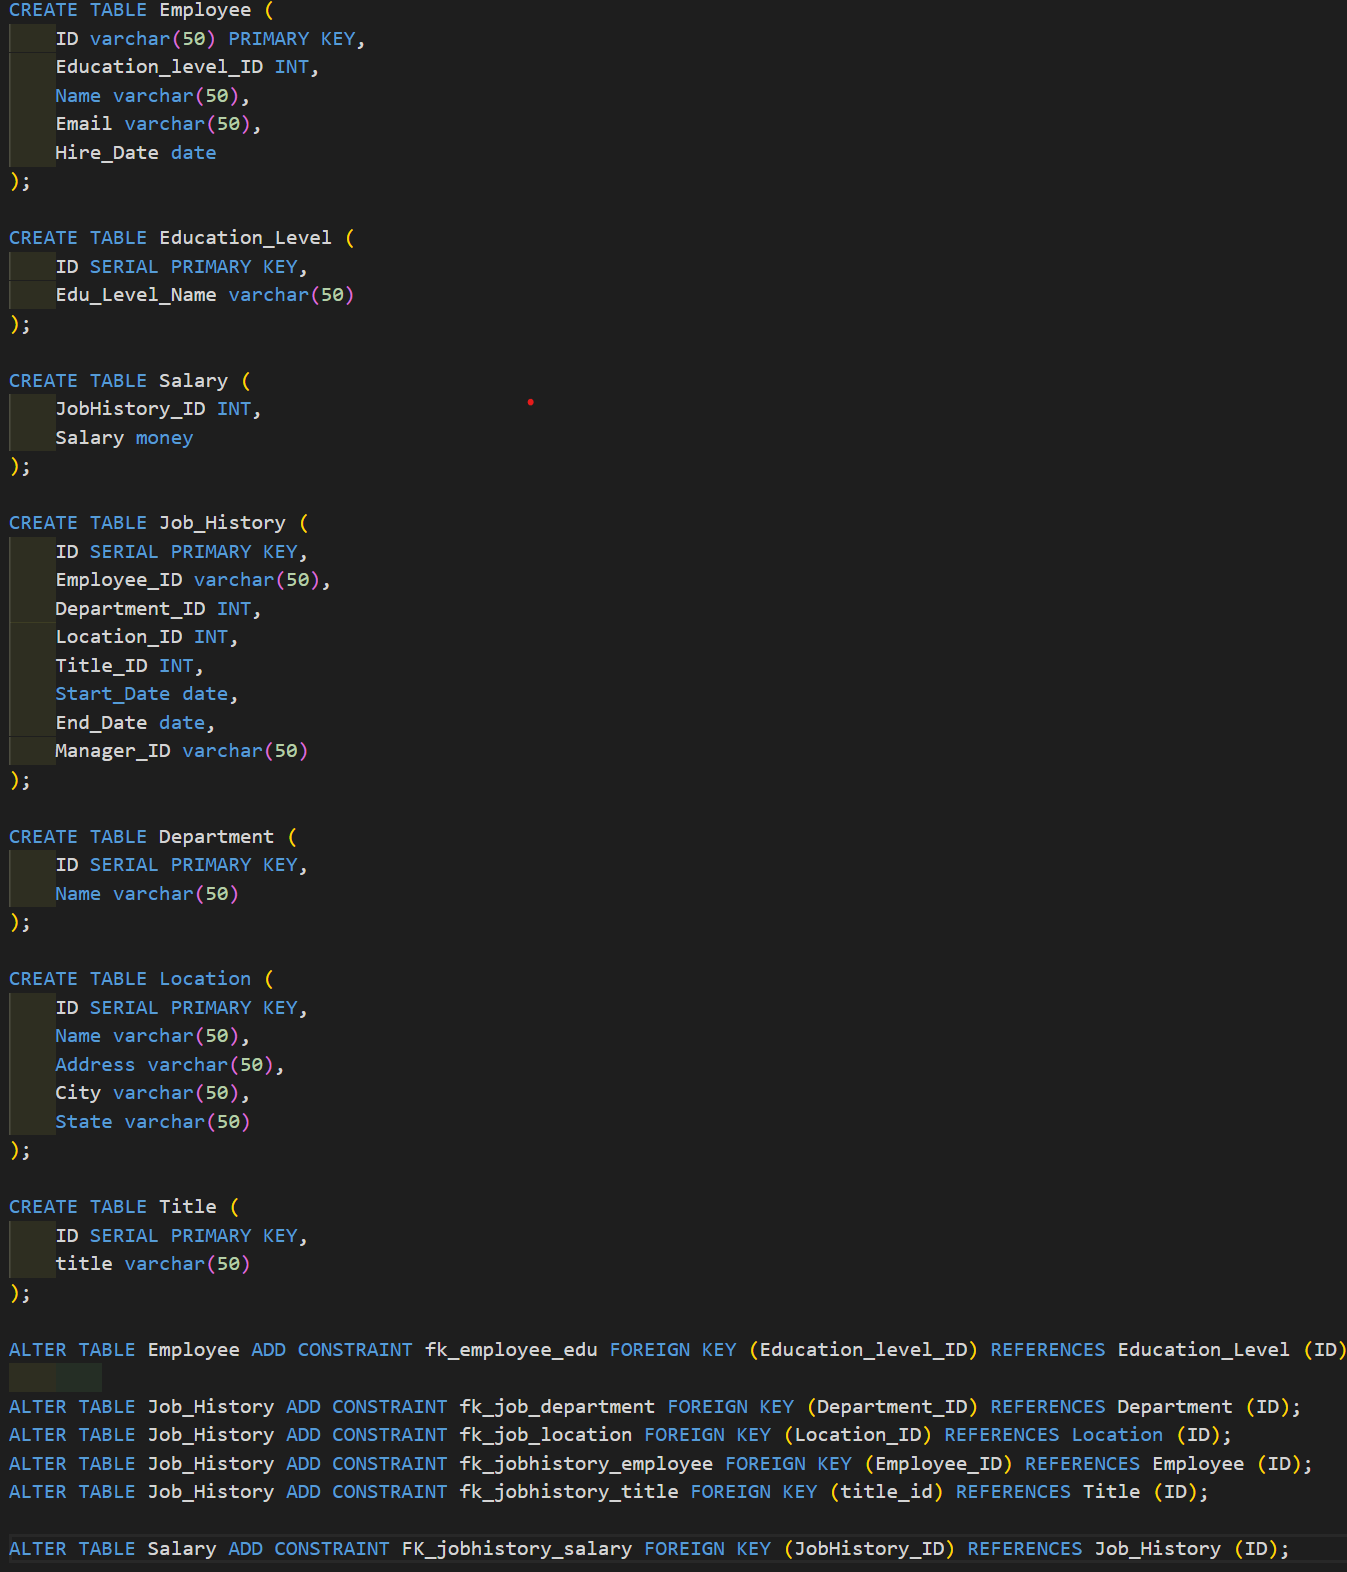 CREATE TABLE Employee (
    ID varchar(50) PRIMARY KEY,
    Education_level_ID INT,
    Name varchar(50),
    Email varchar(50),
    Hire_Date date
);

CREATE TABLE Education_Level (
    ID SERIAL PRIMARY KEY,
    Edu_Level_Name varchar(50)
);

CREATE TABLE Salary (
    JobHistory_ID INT,
    Salary money
);

CREATE TABLE Job_History (
    ID SERIAL PRIMARY KEY,
    Employee_ID varchar(50),
    Department_ID INT,
    Location_ID INT,
    Title_ID INT,
    Start_Date date,
    End_Date date,
    Manager_ID varchar(50)
);

CREATE TABLE Department (
    ID SERIAL PRIMARY KEY,
    Name varchar(50)
);

CREATE TABLE Location (
    ID SERIAL PRIMARY KEY,
    Name varchar(50),
    Address varchar(50),
    City varchar(50),
    State varchar(50)
);

CREATE TABLE Title (
    ID SERIAL PRIMARY KEY,
    title varchar(50)
);

ALTER TABLE Employee ADD CONSTRAINT fk_employee_edu FOREIGN KEY (Education_level_ID) REFERENCES Education_Level (ID)

ALTER TABLE Job_History ADD CONSTRAINT fk_job_department FOREIGN KEY (Department_ID) REFERENCES Department (ID);
ALTER TABLE Job_History ADD CONSTRAINT fk_job_location FOREIGN KEY (Location_ID) REFERENCES Location (ID);
ALTER TABLE Job_History ADD CONSTRAINT fk_jobhistory_employee FOREIGN KEY (Employee_ID) REFERENCES Employee (ID);
ALTER TABLE Job_History ADD CONSTRAINT fk_jobhistory_title FOREIGN KEY (title_id) REFERENCES Title (ID);

ALTER TABLE Salary ADD CONSTRAINT FK_jobhistory_salary FOREIGN KEY (JobHistory_ID) REFERENCES Job_History (ID);